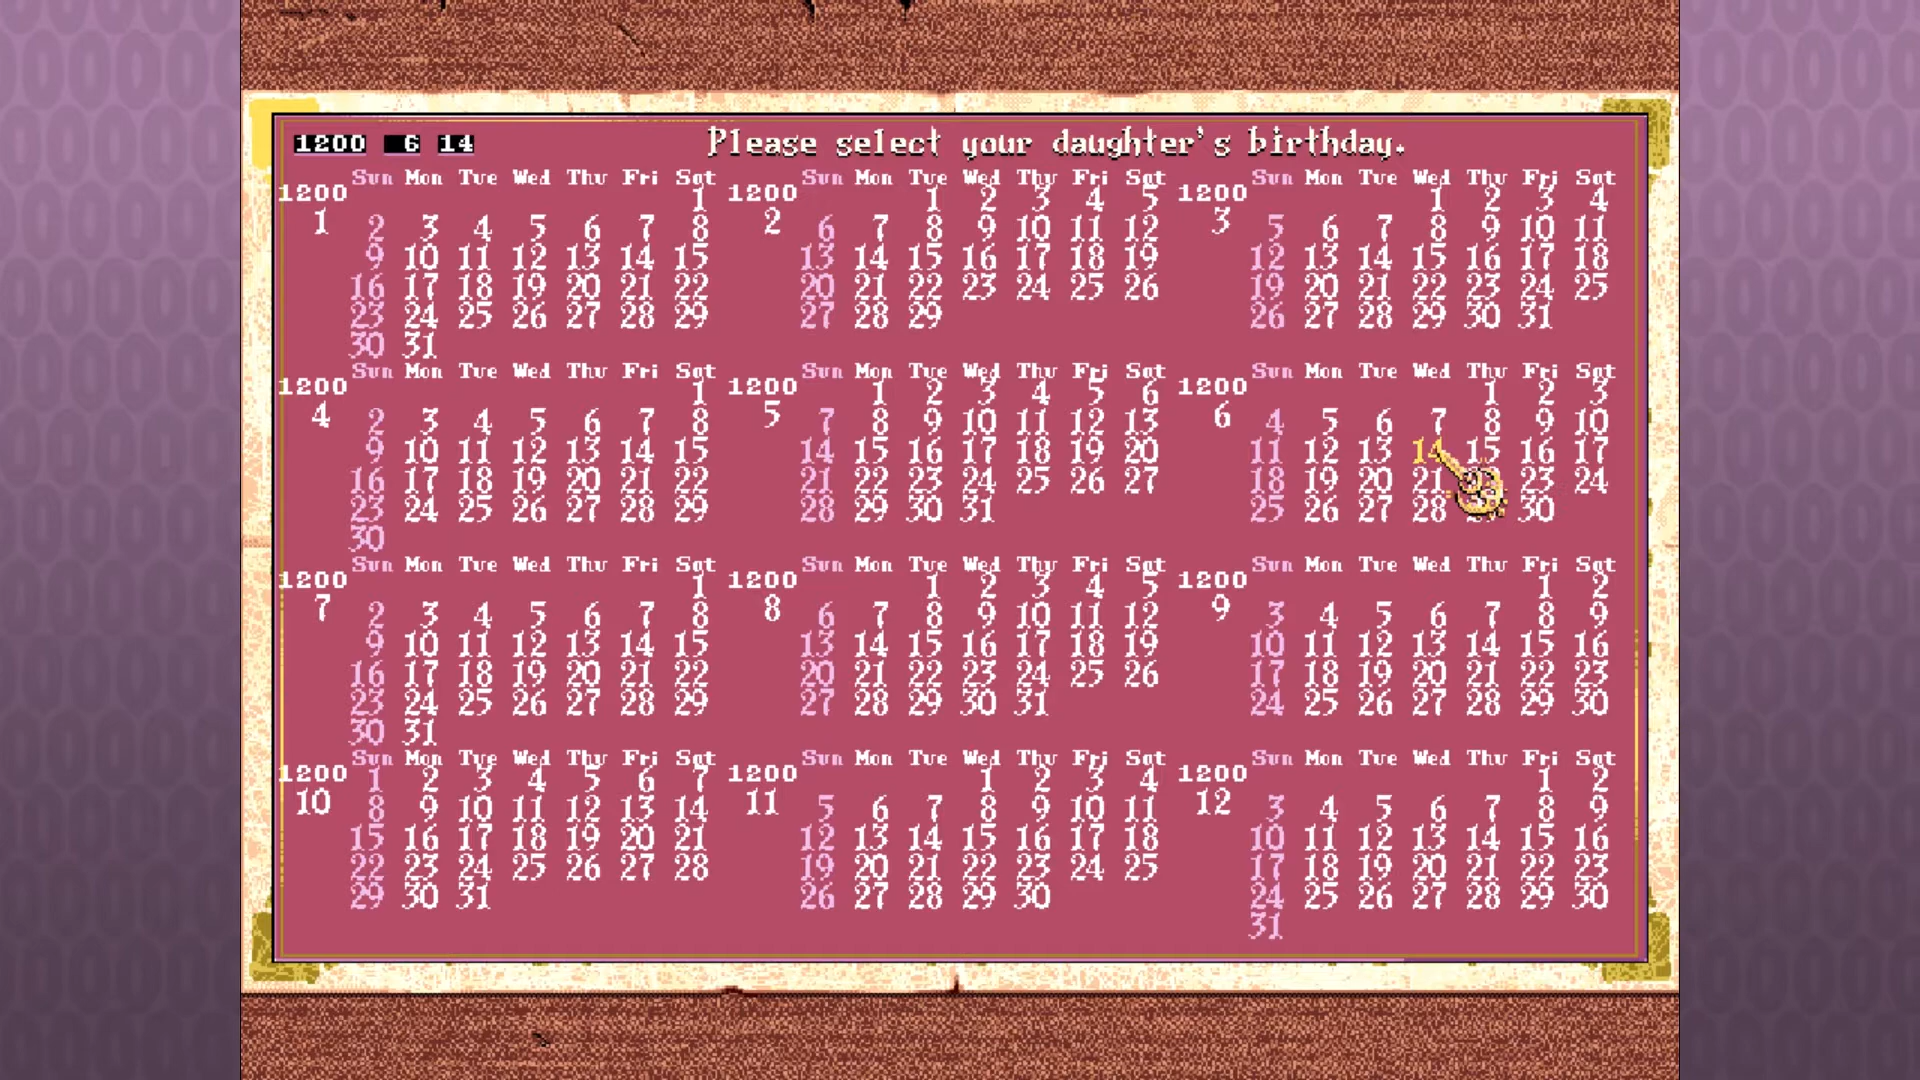 1200 6 14
Please select your daughter's birthday.
Sun Mon Tue Wed Thu Fri Sat
1200 1
1
2 3 4 5 6 7 8
9 10 11 12 13 14 15
16 17 18 19 20 21 22
23 24 25 26 27 28 29
30 31
Sun Mon Tue Wed Thu Fri Sat
1200 2
1 2 3 4 5
6 7 8 9 10 11 12
13 14 15 16 17 18 19
20 21 22 23 24 25 26
27 28 29
Sun Mon Tue Wed Thu Fri Sat
1200 3
1 2 3 4
5 6 7 8 9 10 11
12 13 14 15 16 17 18
19 20 21 22 23 24 25
26 27 28 29 30 31
Sun Mon Tue Wed Thu Fri Sat
1200 4
1
2 3 4 5 6 7 8
9 10 11 12 13 14 15
16 17 18 19 20 21 22
23 24 25 26 27 28 29
30
Sun Mon Tue Wed Thu Fri Sat
1200 5
1 2 3 4 5 6
7 8 9 10 11 12 13
14 15 16 17 18 19 20
21 22 23 24 25 26 27
28 29 30 31
Sun Mon Tue Wed Thu Fri Sat
1200 6
1 2 3
4 5 6 7 8 9 10
11 12 13 14 15 16 17
18 19 20 21 23 24
25 26 27 28 30
Sun Mon Tue Wed Thu Fri Sat
1200 7
1
2 3 4 5 6 7 8
9 10 11 12 13 14 15
16 17 18 19 20 21 22
23 24 25 26 27 28 29
30 31
Sun Mon Tue Wed Thu Fri Sat
1200 8
1 2 3 4 5
6 7 8 9 10 11 12
13 14 15 16 17 18 19
20 21 22 23 24 25 26
27 28 29 30 31
Sun Mon Tue Wed Thu Fri Sat
1200 9
1 2
3 4 5 6 7 8 9
10 11 12 13 14 15 16
17 18 19 20 21 22 23
24 25 26 27 28 29 30
Sun Mon Tue Wed Thu Fri Sat
1200 10
1 2 3 4 5 6 7
8 9 10 11 12 13 14
15 16 17 18 19 20 21
22 23 24 25 26 27 28
29 30 31
Sun Mon Tue Wed Thu Fri Sat
1200 11
1 2 3 4
5 6 7 8 9 10 11
12 13 14 15 16 17 18
19 20 21 22 23 24 25
26 27 28 29 30
Sun Mon Tue Wed Thu Fri Sat
1200 12
1 2
3 4 5 6 7 8 9
10 11 12 13 14 15 16
17 18 19 20 21 22 23
24 25 26 27 28 29 30
31